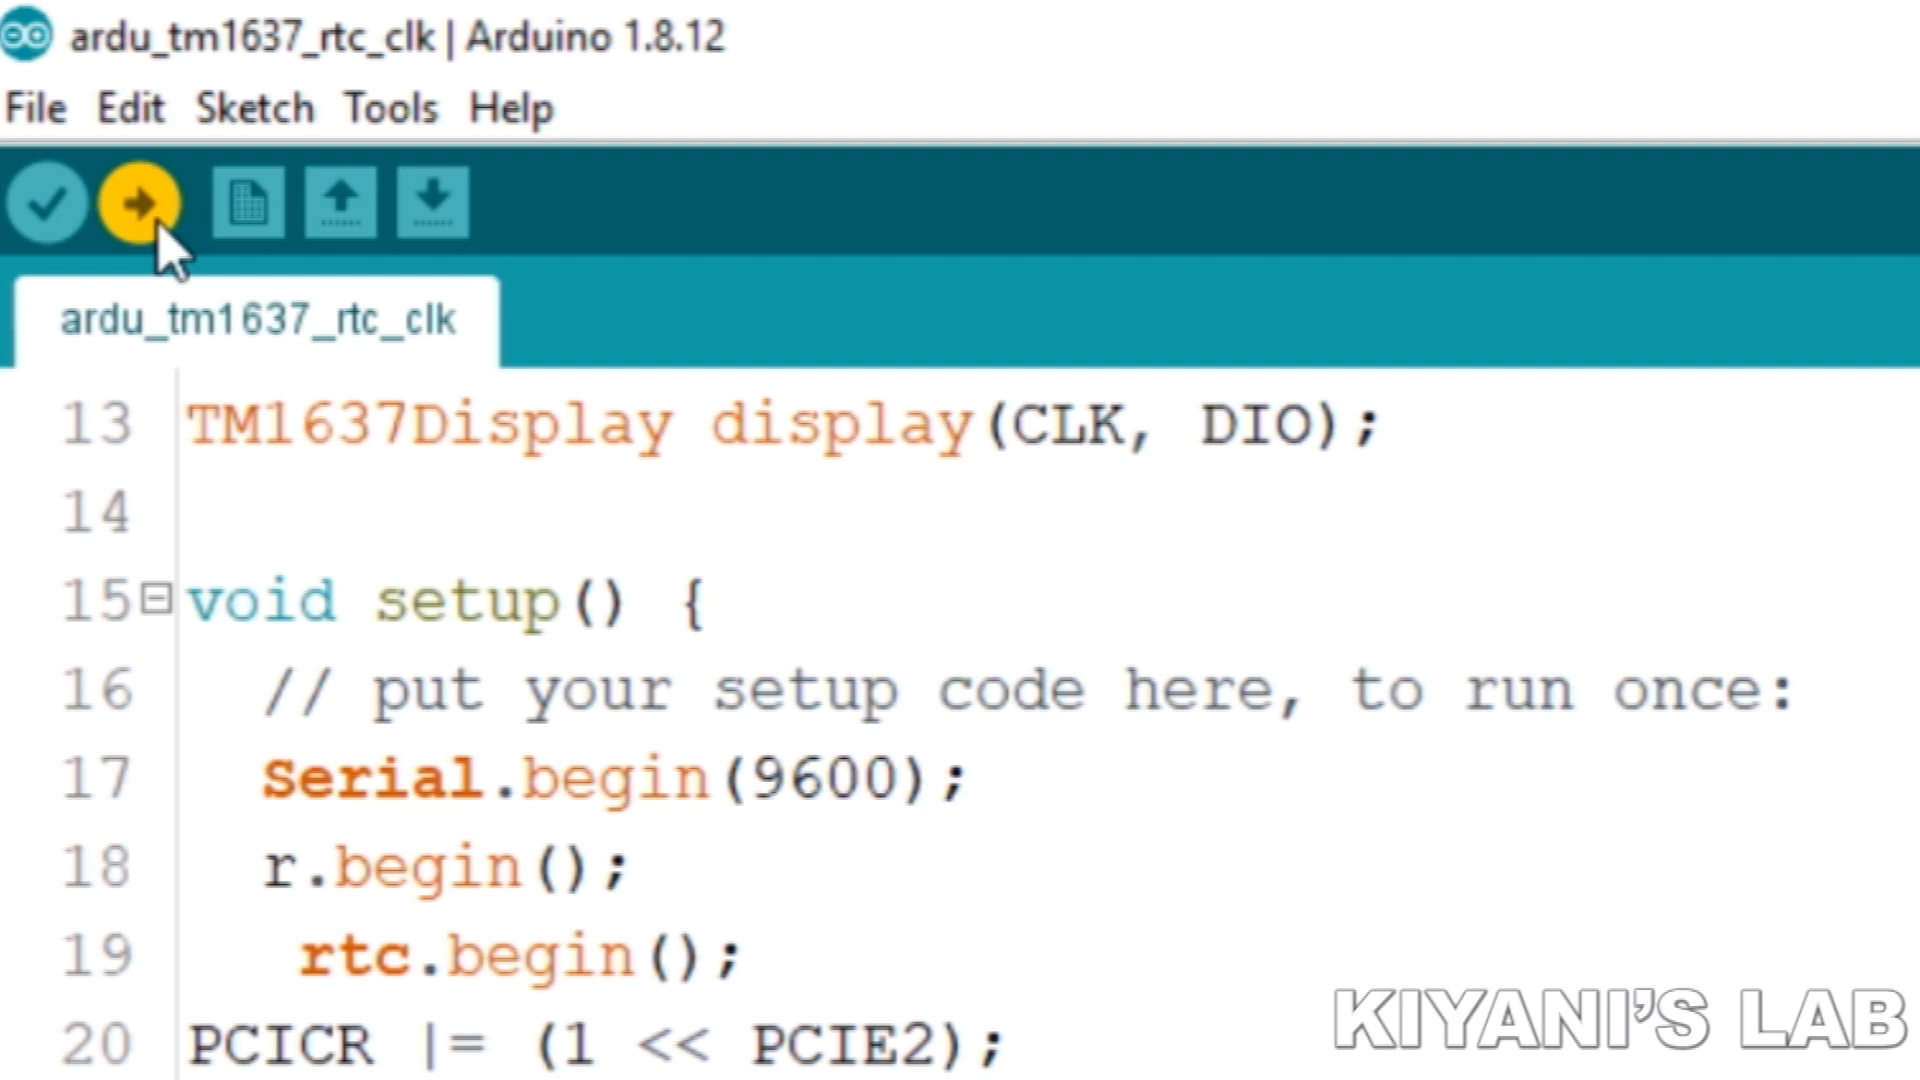 ardu_tm1637_rtc_clk | Arduino 1.8.12
File Edit Sketch Tools Help
ardu_tm1637_rtc_clk
13 TM1637Display display(CLK, DIO);
14
15 void setup() {
16 // put your setup code here, to run once:
17 Serial.begin(9600);
18 r.begin();
19 rtc.begin();
20 PCICR |= (1 << PCIE2);
KIYANI'S LAB